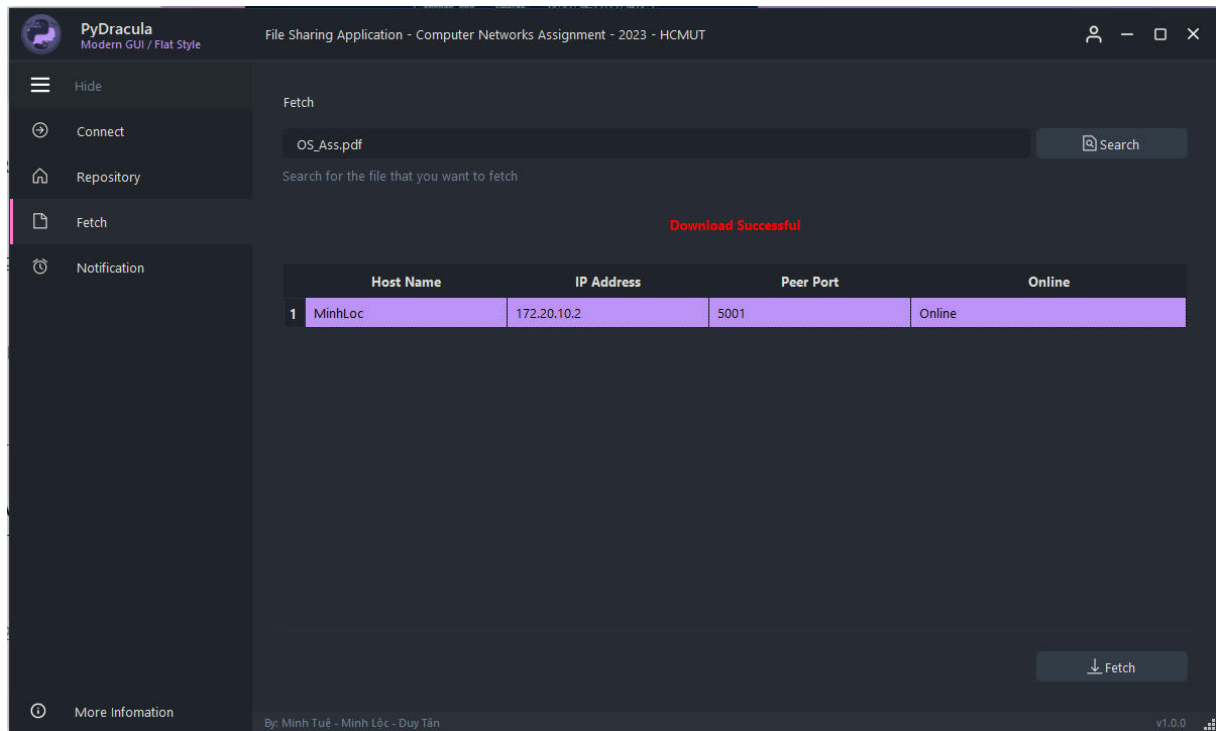 PyDracula
Modern GUI / Flat Style
File Sharing Application - Computer Networks Assignment - 2023 - HCMUT
Hide
Connect
Repository
Fetch
Notification
More Infomation
Fetch
OS_Ass.pdf
Search
Search for the file that you want to fetch
Download Successful
Host Name IP Address Peer Port Online
1 MinhLoc 172.20.10.2 5001 Online
Fetch
By: Minh Tuệ - Minh Lộc - Duy Tân
v1.0.0